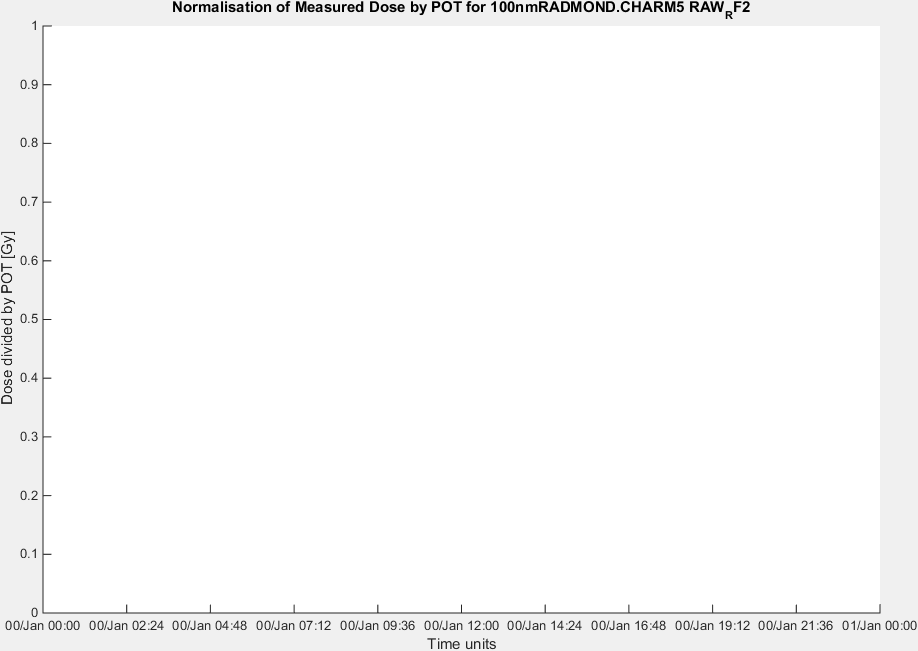 Normalisation of Measured Dose by POT for 100nmRADMOND.CHARM5 RAW_RF2
1
0.9
0.8
0.7
0.6
0.5
0.4
0.3
0.2
0.1
0
Dose divided by POT [Gy]
00/Jan 00:00 00/Jan 02:24 00/Jan 04:48 00/Jan 07:12 00/Jan 09:36 00/Jan 12:00 00/Jan 14:24 00/Jan 16:48 00/Jan 19:12 00/Jan 21:36 01/Jan 00:00
Time units